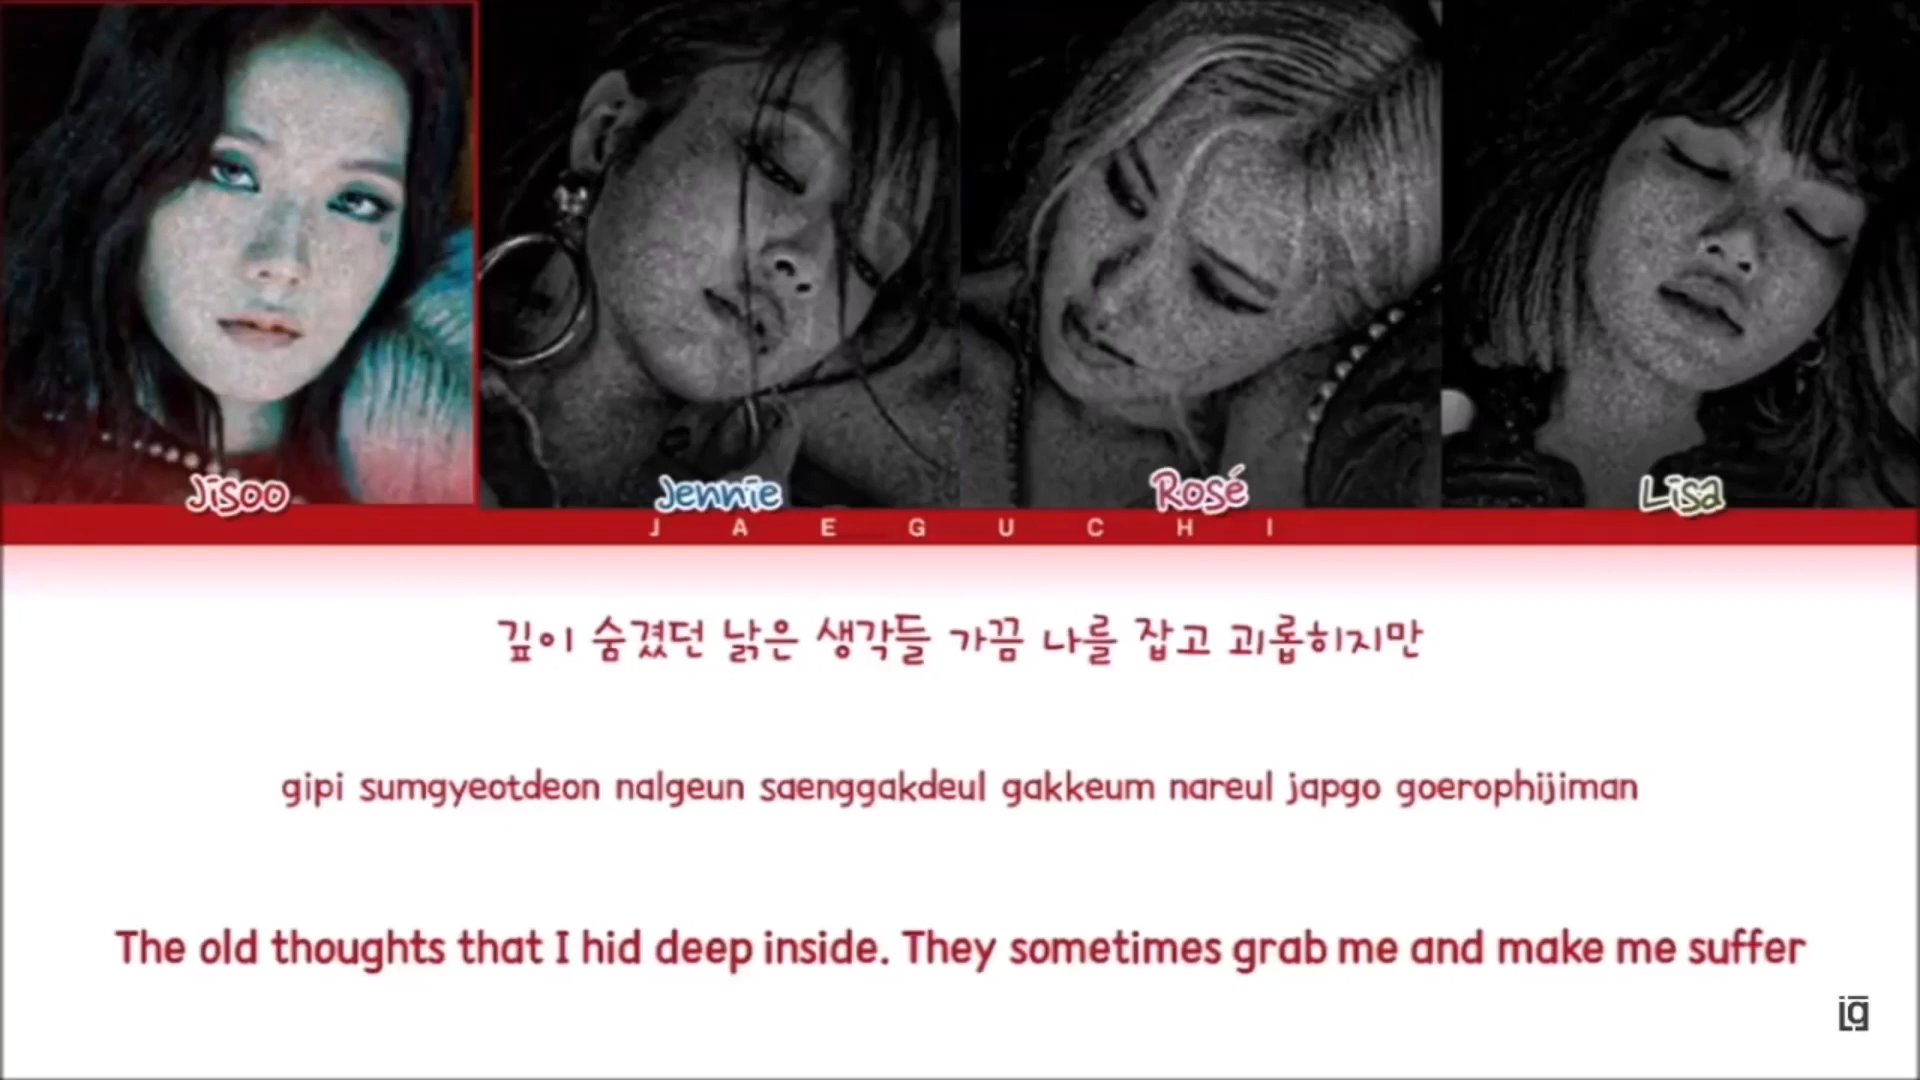 Jisoo
Jennie
Rosé
Lisa
JAEGUCHI
깊이 숨겼던 낡은 생각들 가끔 나를 잡고 괴롭히지만
gipi sumgyeotdeon nalgeun saenggakdeul gakkeum nareul japgo goerophijiman
The old thoughts that I hid deep inside. They sometimes grab me and make me suffer
jg